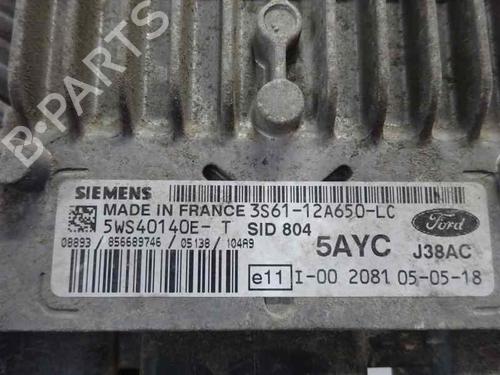 B-PARTS
SIEMENS
MADE IN FRANCE 3S61-12A650-LC
5WS40140E- T SID 804
08893 / 856689746 / 05138 / 104A9
5AYC J38AC
Ford
e11 I-00 2081 05-05-18